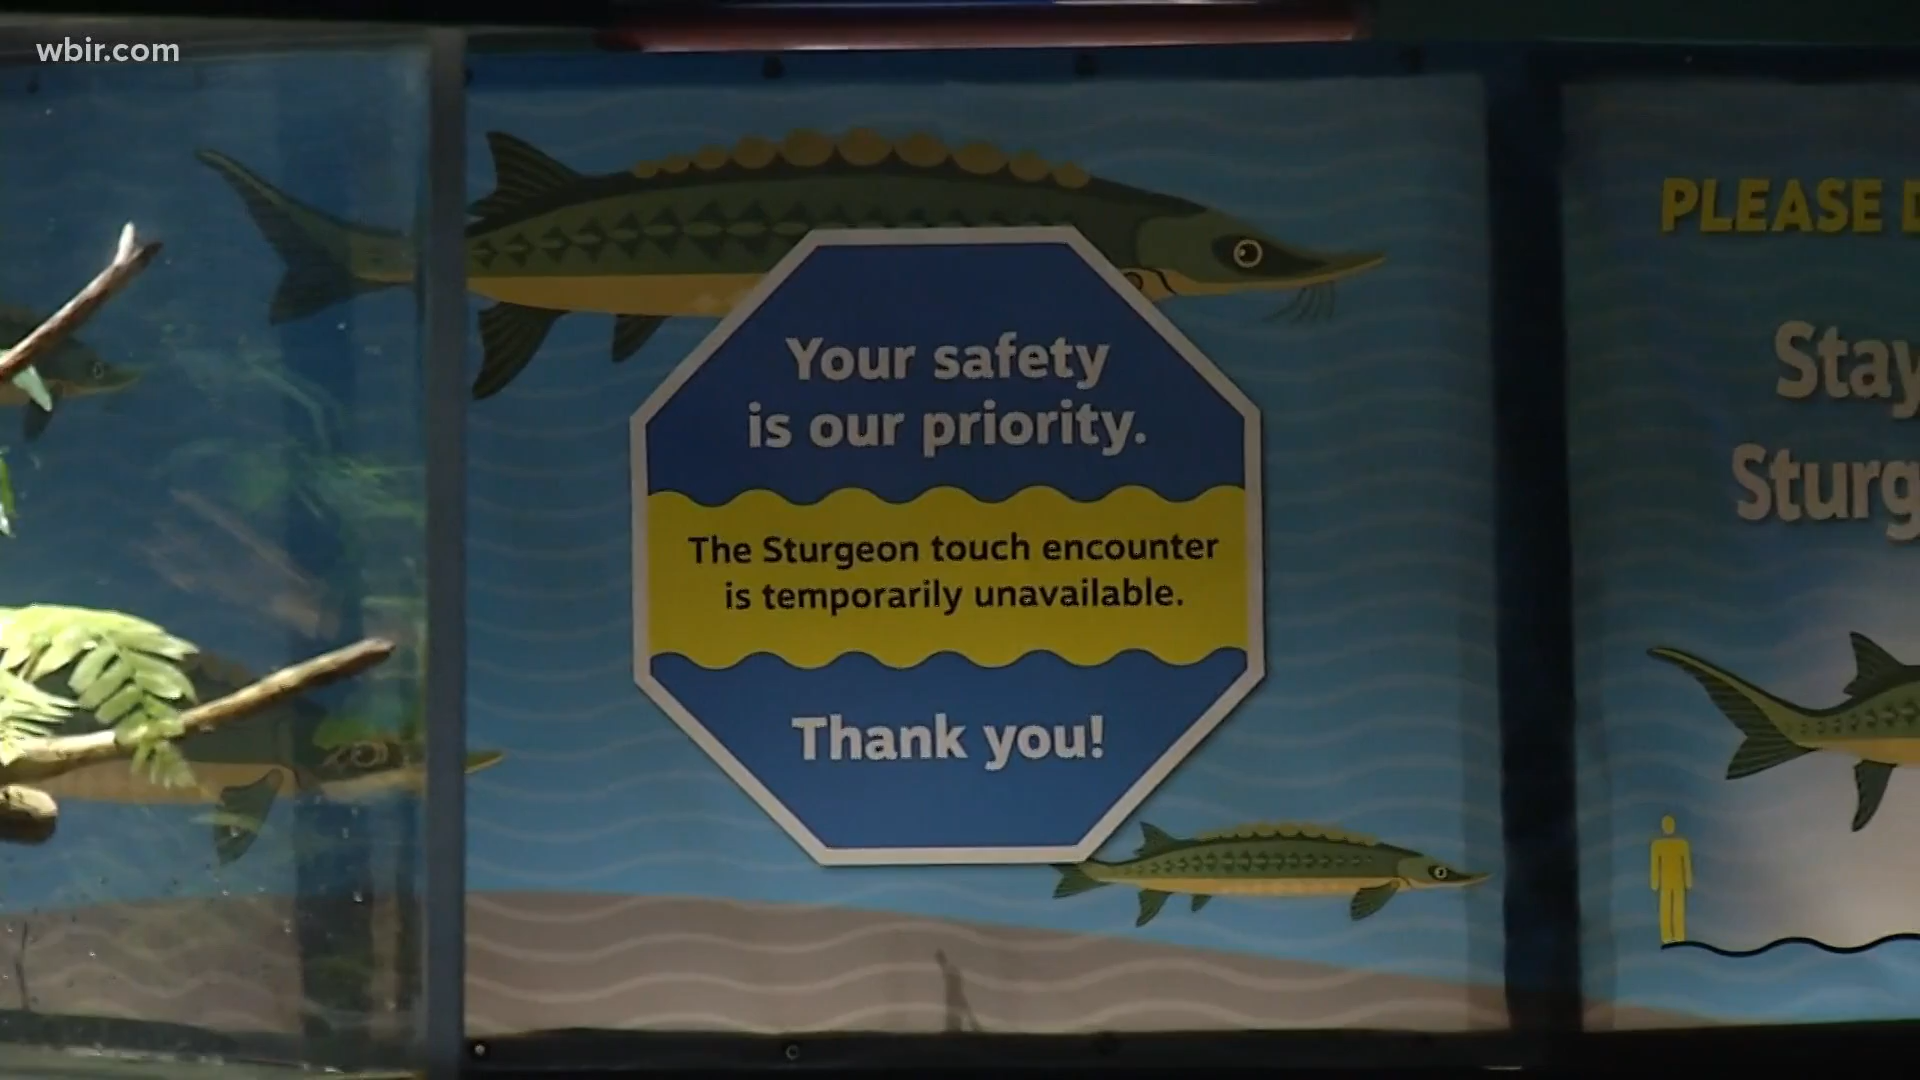 wbir.com
Your safety
is our priority.
The Sturgeon touch encounter
is temporarily unavailable.
Thank you!
PLEASE
Stay
Sturg